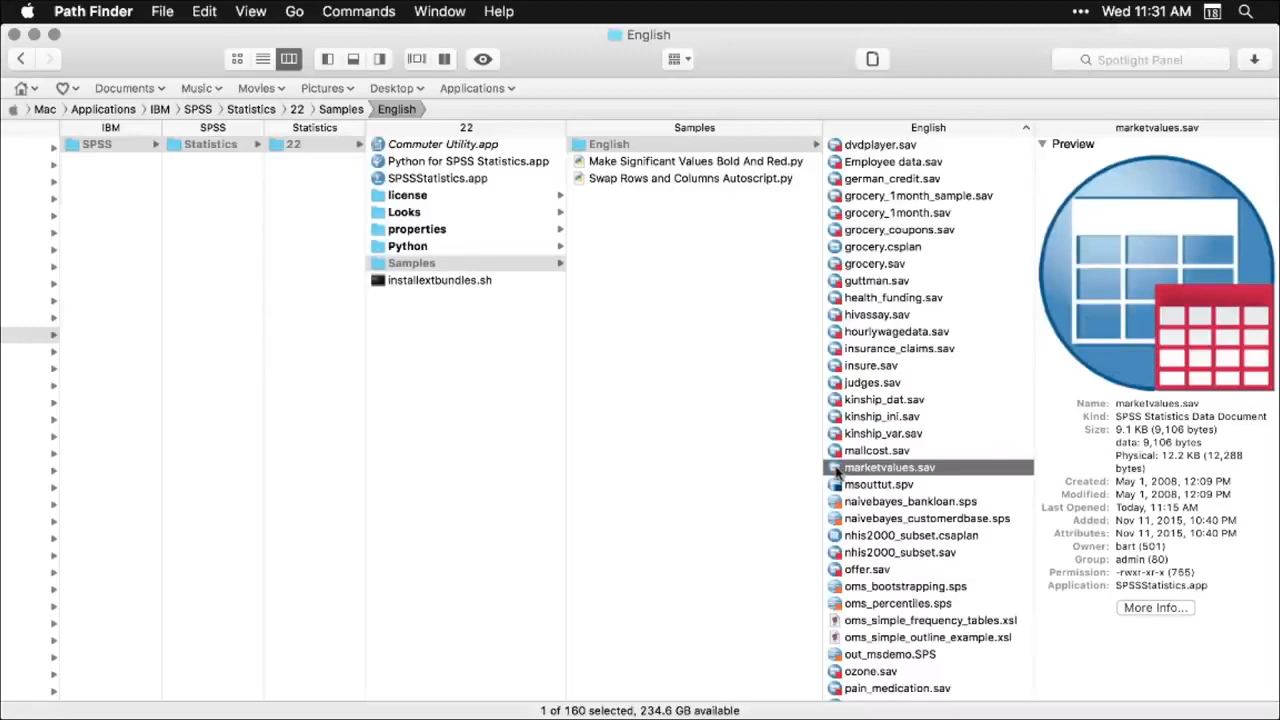 Path Finder File Edit View Go Commands Window Help ••• Wed 11:31 AM 18
English
Spotlight Panel
Documents Music Movies Pictures Desktop Applications
Mac Applications IBM SPSS Statistics 22 Samples English
IBM SPSS Statistics 22 Samples English marketvalues.sav
SPSS
Statistics
22
Commuter Utility.app
Python for SPSS Statistics.app
SPSSStatistics.app
license
Looks
properties
Python
Samples
installextbundles.sh
English
Make Significant Values Bold And Red.py
Swap Rows and Columns Autoscript.py
dvdplayer.sav
Employee data.sav
german_credit.sav
grocery_1month_sample.sav
grocery_1month.sav
grocery_coupons.sav
grocery.csplan
grocery.sav
guttman.sav
health_funding.sav
hivassay.sav
hourlywagedata.sav
insurance_claims.sav
insure.sav
judges.sav
kinship_dat.sav
kinship_ini.sav
kinship_var.sav
mallcost.sav
marketvalues.sav
msouttut.spv
naivebayes_bankloan.sps
naivebayes_customerdbase.sps
nhis2000_subset.csaplan
nhis2000_subset.sav
offer.sav
oms_bootstrapping.sps
oms_percentiles.sps
oms_simple_frequency_tables.xsl
oms_simple_outline_example.xsl
out_msdemo.SPS
ozone.sav
pain_medication.sav
Preview
Name: marketvalues.sav
Kind: SPSS Statistics Data Document
Size: 9.1 KB (9,106 bytes)
data: 9,106 bytes
Physical: 12.2 KB (12,288
bytes)
Created: May 1, 2008, 12:09 PM
Modified: May 1, 2008, 12:09 PM
Last Opened: Today, 11:15 AM
Added: Nov 11, 2015, 10:40 PM
Attributes: Nov 11, 2015, 10:40 PM
Owner: bart (501)
Group: admin (80)
Permission: -rwxr-xr-x (755)
Application: SPSSStatistics.app
More Info...
1 of 160 selected, 234.6 GB available